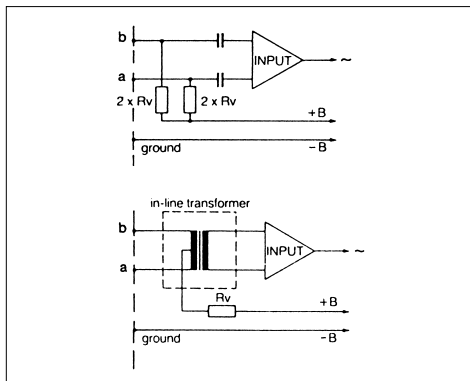 b
INPUT
~
a
2 x Rv 2 x Rv
+B
ground
-B
in-line transformer
b
INPUT
~
a
Rv
+B
ground
-B